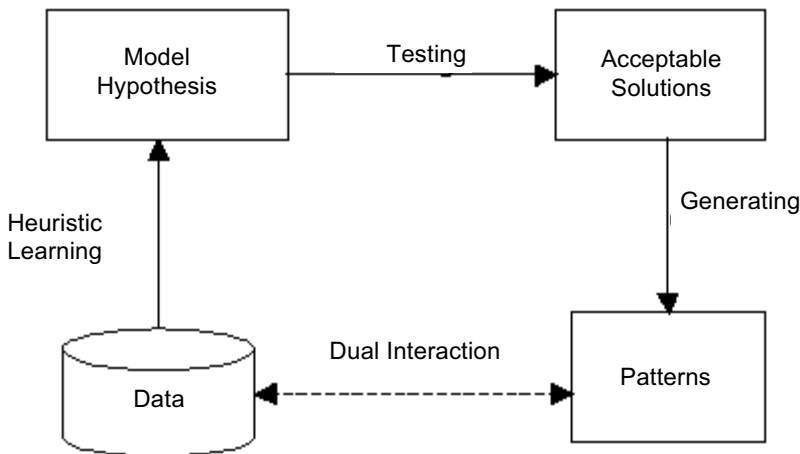 Model
Hypothesis
Testing
Acceptable
Solutions
Heuristic
Learning
Generating
Data
Dual Interaction
Patterns